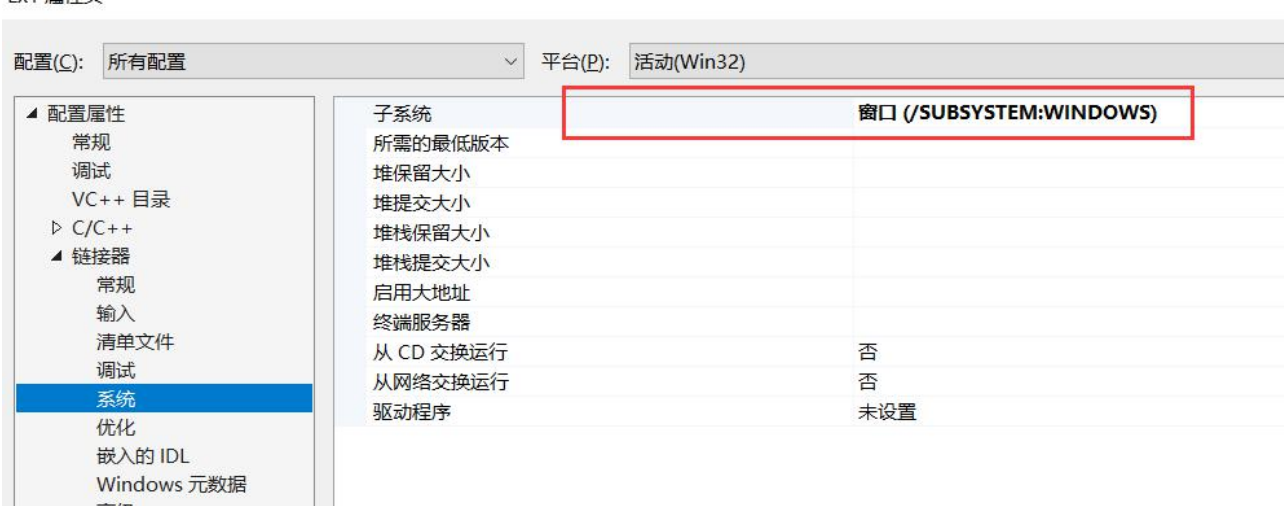 配置(C):
所有配置
平台(P):
活动(Win32)
配置属性
常规
调试
VC++ 目录
C/C++
链接器
常规
输入
清单文件
调试
系统
优化
嵌入的 IDL
Windows 元数据
子系统 窗口 (/SUBSYSTEM:WINDOWS)
所需的最低版本
堆保留大小
堆提交大小
堆栈保留大小
堆栈提交大小
启用大地址
终端服务器
从 CD 交换运行 否
从网络交换运行 否
驱动程序 未设置